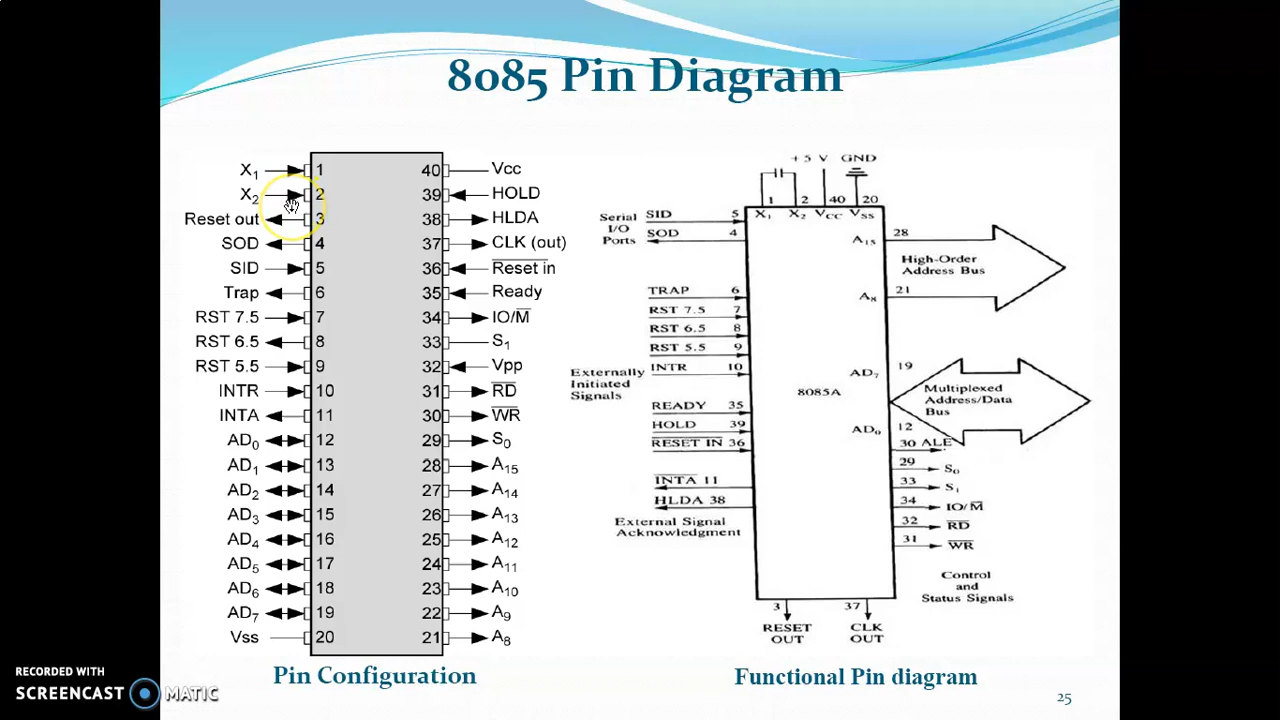 8085 Pin Diagram
X1 1
X2 2
Reset out 3
SOD 4
SID 5
Trap 6
RST 7.5 7
RST 6.5 8
RST 5.5 9
INTR 10
INTA 11
AD0 12
AD1 13
AD2 14
AD3 15
AD4 16
AD5 17
AD6 18
AD7 19
Vss 20
40 Vcc
39 HOLD
38 HLDA
37 CLK (out)
36 Reset in
35 Ready
34 IO/M
33 S1
32 Vpp
31 RD
30 WR
29 S0
28 A15
27 A14
26 A13
25 A12
24 A11
23 A10
22 A9
21 A8
Pin Configuration
+ 5 V GND
1 2 40 20
X1 X2 VCC VSS
Serial
I/O
Ports
SID 5
SOD 4
TRAP 6
RST 7.5 7
RST 6.5 8
RST 5.5 9
INTR 10
Externally
Initiated
Signals
READY 35
HOLD 39
RESET IN 36
INTA 11
HLDA 38
External Signal
Acknowledgment
8085A
A15 28
High-Order
Address Bus
A8 21
AD7 19
Multiplexed
Address/Data
Bus
AD0 12
30 ALE
29 S0
33 S1
34 IO/M
32 RD
31 WR
Control
and
Status Signals
3 37
RESET
OUT
CLK
OUT
Functional Pin diagram
25
RECORDED WITH
SCREENCAST MATIC